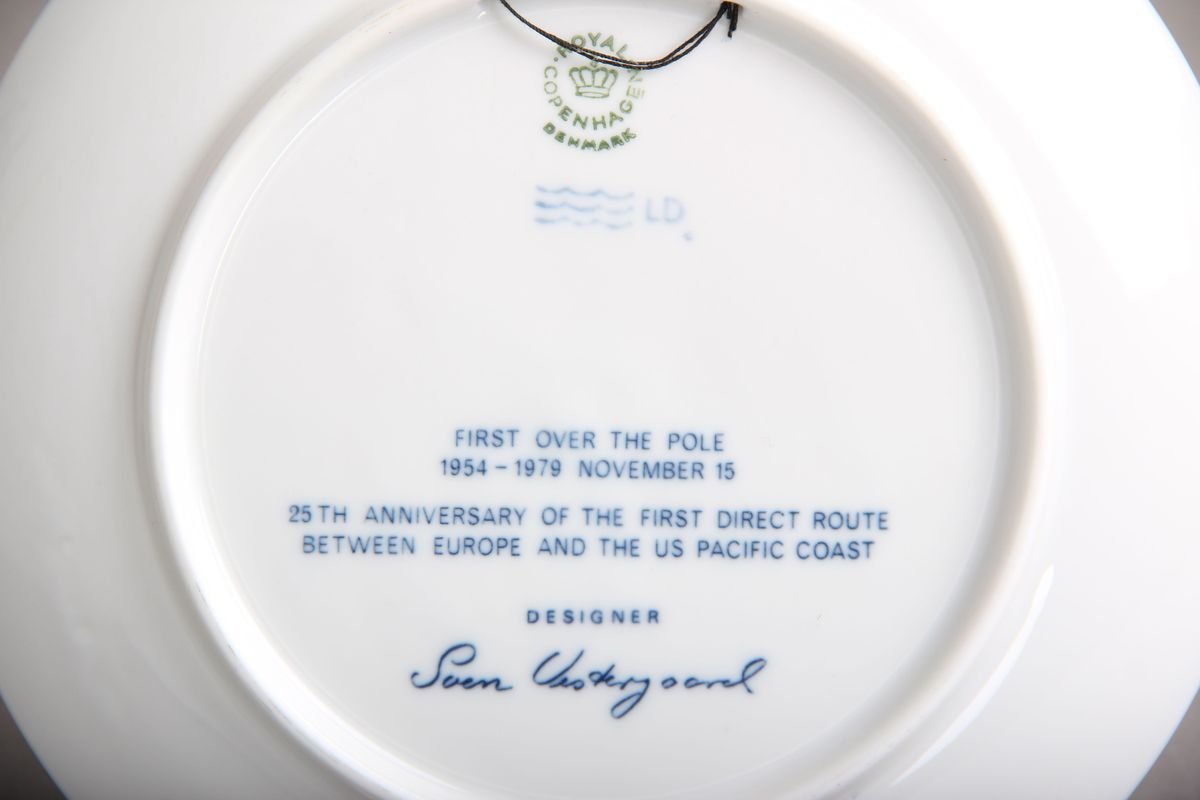 ROYAL COPENHAGEN
DENMARK
LD
FIRST OVER THE POLE
1954 – 1979 NOVEMBER 15
25TH ANNIVERSARY OF THE FIRST DIRECT ROUTE
BETWEEN EUROPE AND THE US PACIFIC COAST
DESIGNER
Sven Vestergaard